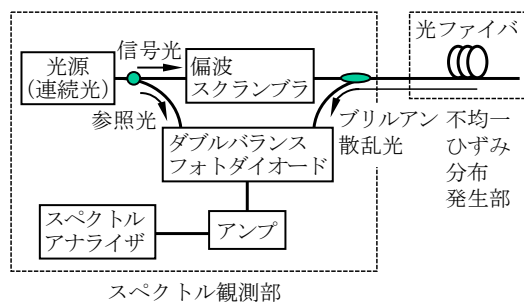 光源
(連続光)
信号光
偏波
スクランブラ
光ファイバ
参照光
ダブルバランス
フォトダイオード
ブリルアン
散乱光
不均一
ひずみ
分布
発生部
スペクトル
アナライザ
アンプ
スペクトル観測部